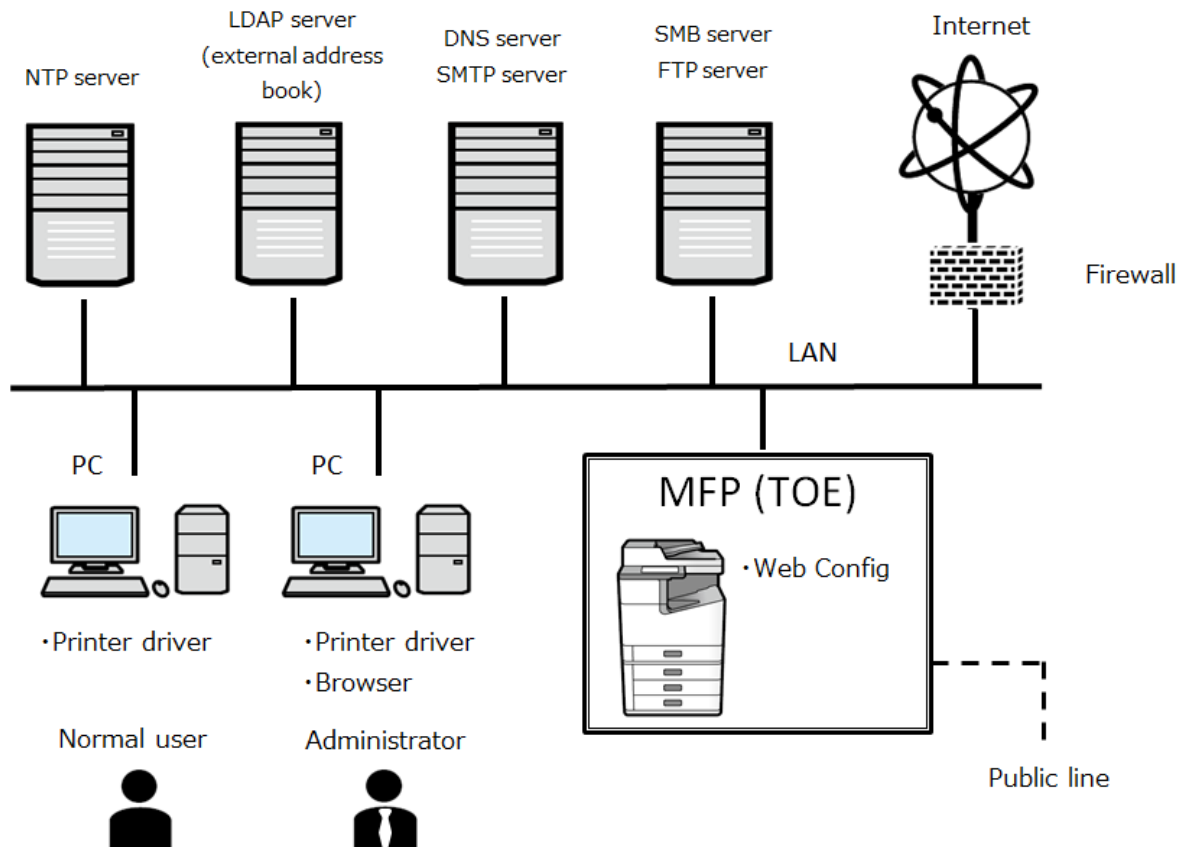 NTP server
LDAP server
(external address
book)
DNS server
SMTP server
SMB server
FTP server
Internet
Firewall
LAN
PC
PC
MFP (TOE)
・Web Config
・Printer driver
・Printer driver
・Browser
Normal user
Administrator
Public line